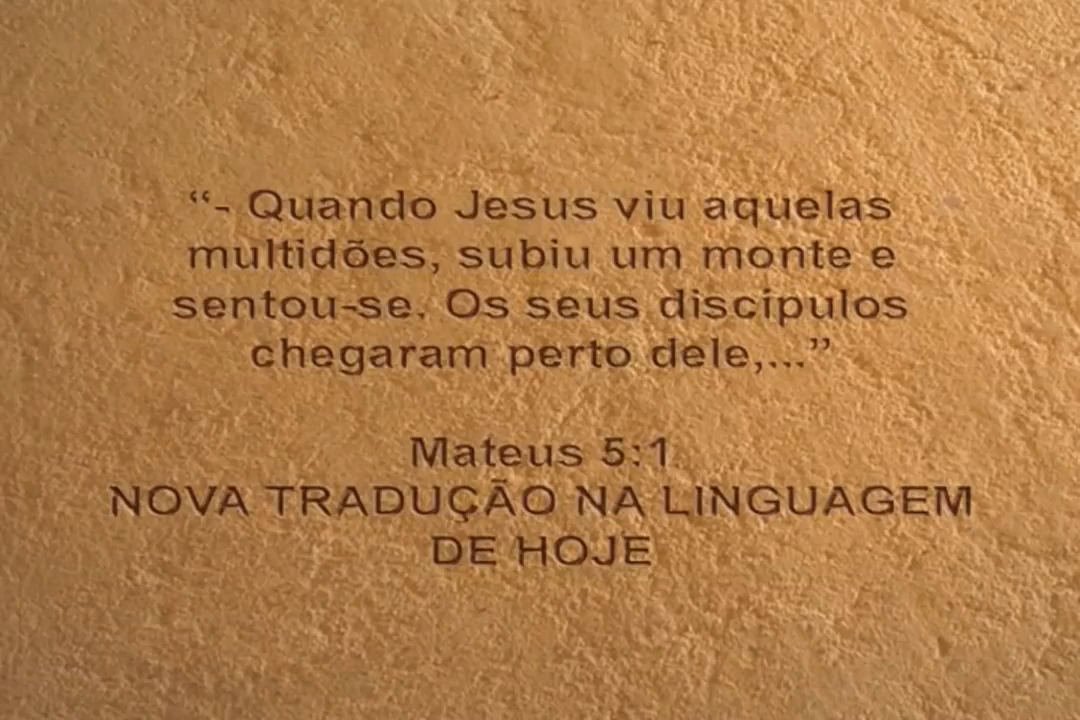 “- Quando Jesus viu aquelas
multidões, subiu um monte e
sentou-se. Os seus discípulos
chegaram perto dele,...”
Mateus 5:1
NOVA TRADUÇÃO NA LINGUAGEM
DE HOJE